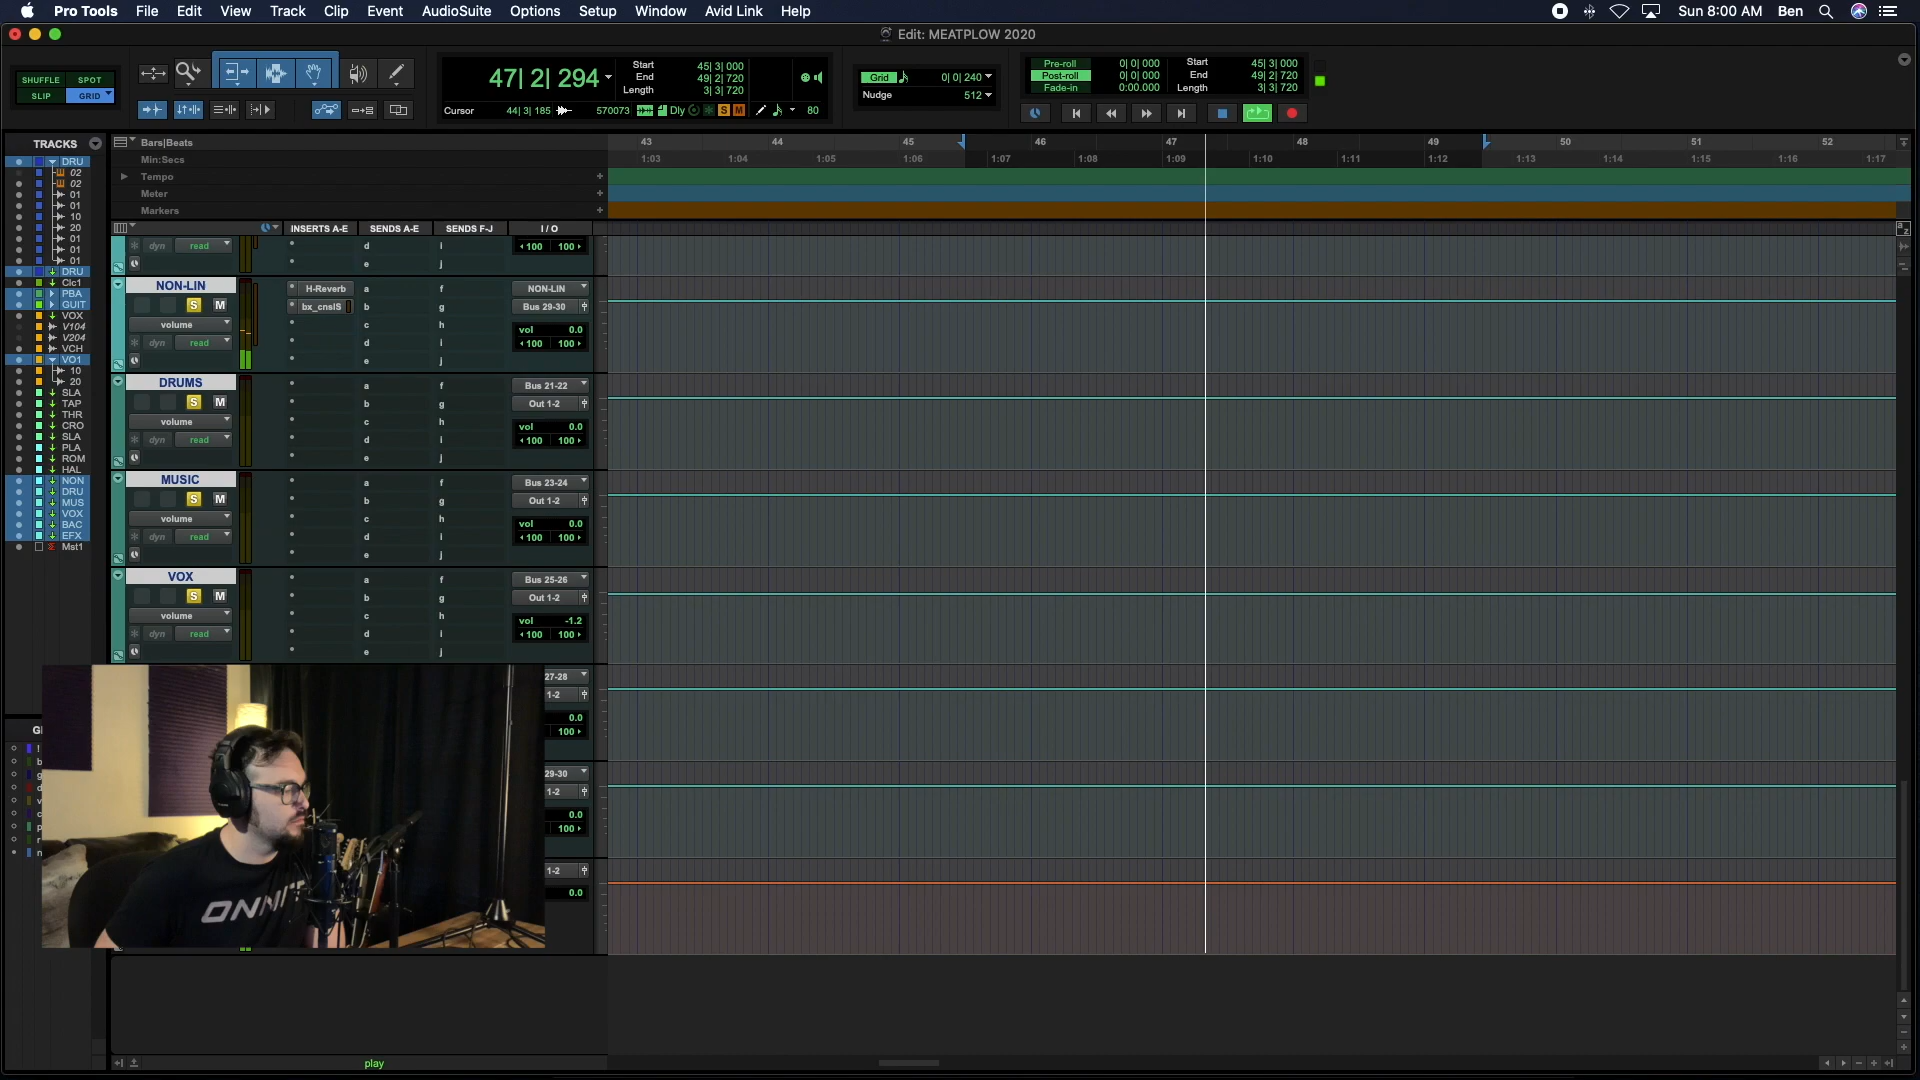 Pro Tools File Edit View Track Clip Event AudioSuite Options Setup Window Avid Link Help
Sun 8:00 AM Ben
Edit: MEATPLOW 2020
SHUFFLE SPOT
SLIP GRID
47| 2| 294
Start 45| 3| 000
End 49| 2| 720
Length 3| 3| 720
Cursor 44| 3| 185 570073 Dly S M 80
Grid 0| 0| 240
Nudge 512
Pre-roll 0| 0| 000
Post-roll 0| 0| 000
Fade-in 0:00.000
Start 45| 3| 000
End 49| 2| 720
Length 3| 3| 720
TRACKS
DRU
02
02
01
01
10
20
01
01
01
DRU
Clc1
PBA
GUIT
VOX
V104
V204
VCH
VO1
10
20
SLA
TAP
THR
CRO
SLA
PLA
ROM
HAL
NON
DRU
MUS
VOX
BAC
EFX
Mst1
Bars|Beats 43 44 45 46 47 48 49 50 51 52
Min:Secs 1:03 1:04 1:05 1:06 1:07 1:08 1:09 1:10 1:11 1:12 1:13 1:14 1:15 1:16 1:17
Tempo
Meter
Markers
INSERTS A-E SENDS A-E SENDS F-J I / O
dyn read d i 100 100
e j
NON-LIN H-Reverb a f NON-LIN
S M bx_cnslS b g Bus 29-30
volume c h vol 0.0
dyn read d i 100 100
e j
DRUMS a f Bus 21-22
S M b g Out 1-2
volume c h vol 0.0
dyn read d i 100 100
e j
MUSIC a f Bus 23-24
S M b g Out 1-2
volume c h vol 0.0
dyn read d i 100 100
e j
VOX a f Bus 25-26
S M b g Out 1-2
volume c h vol -1.2
dyn read d i 100 100
e j
27-28
1-2
0.0
100
29-30
1-2
0.0
100
1-2
0.0
ONNIT
play